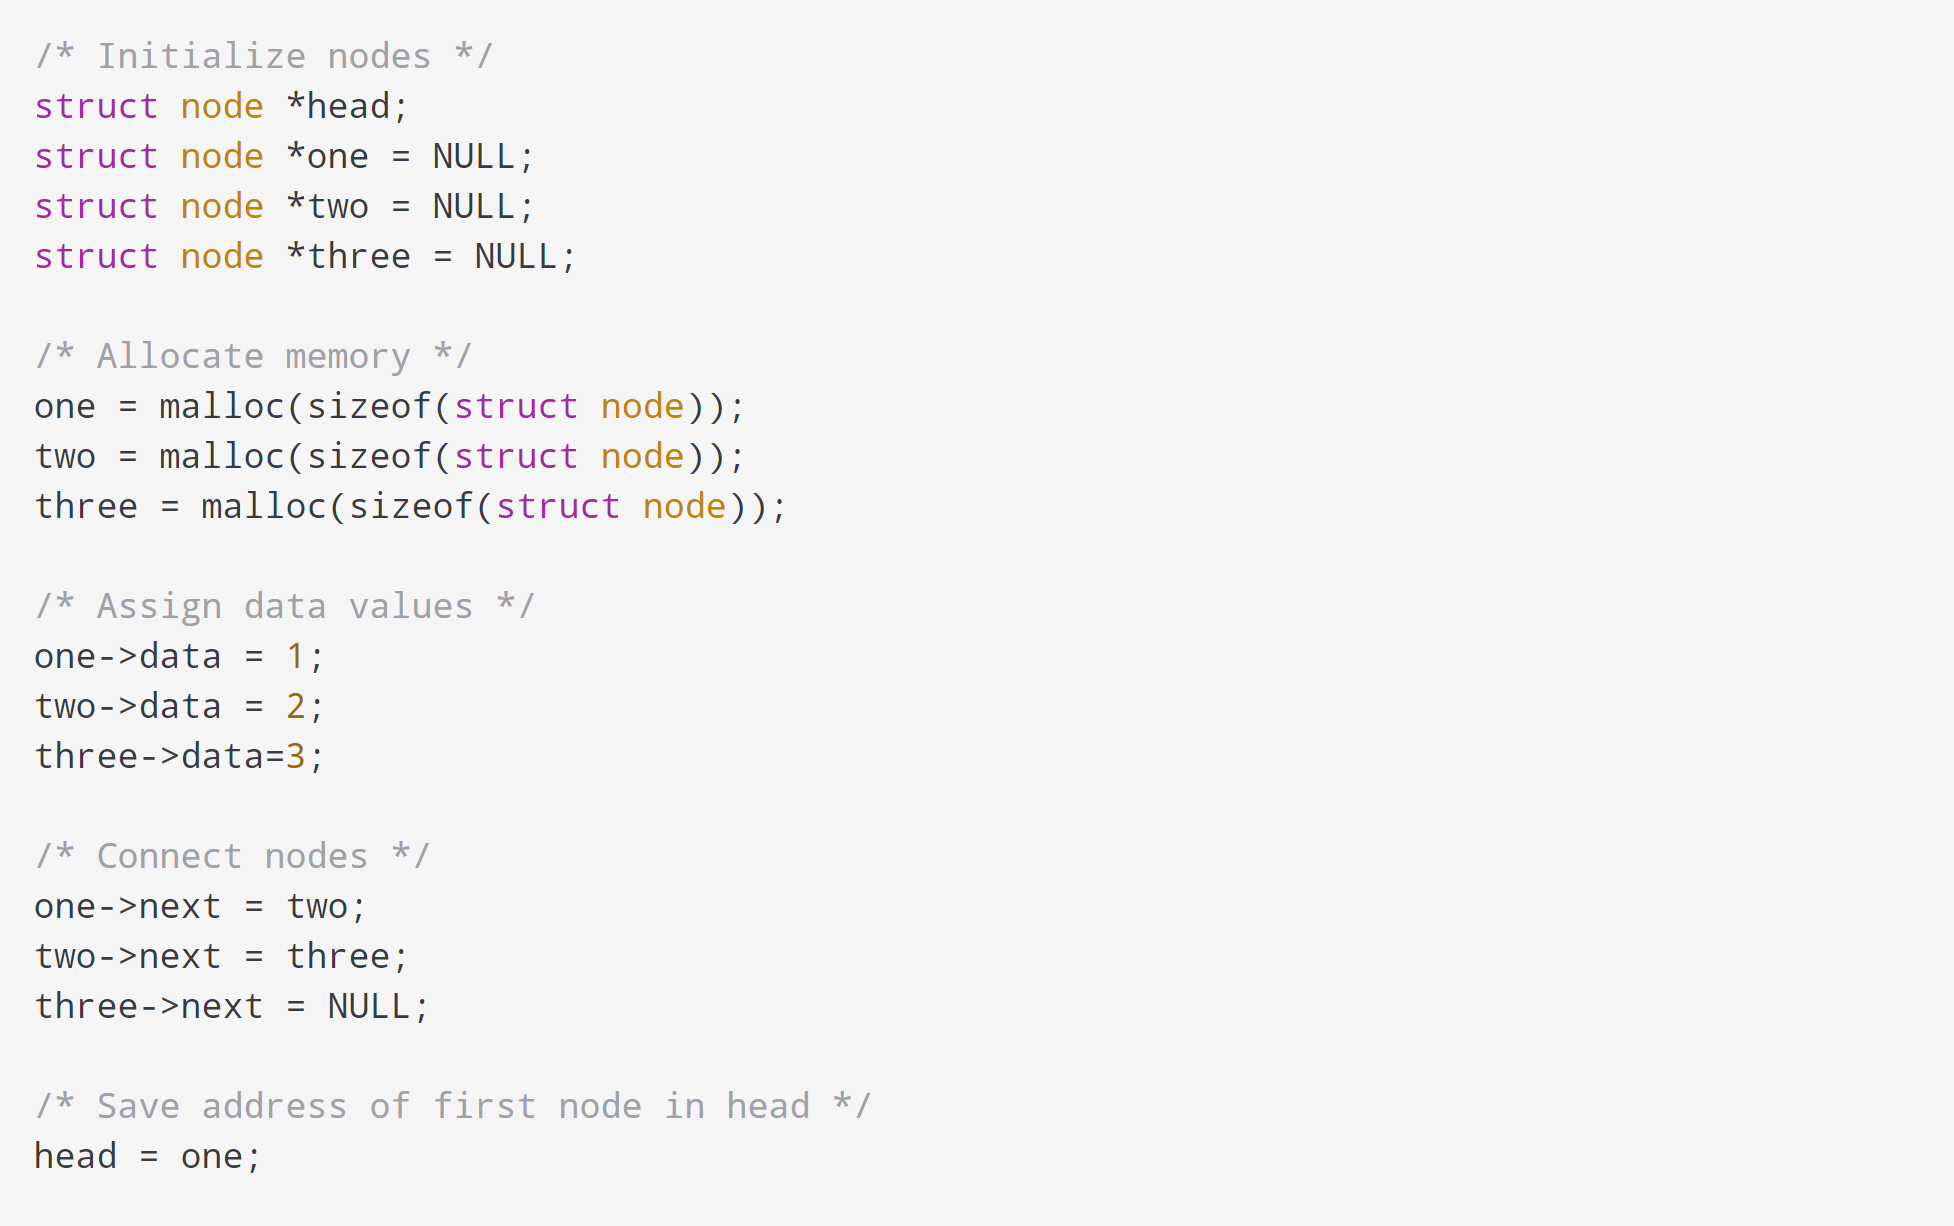 /* Initialize nodes */
struct node *head;
struct node *one = NULL;
struct node *two = NULL;
struct node *three = NULL;

/* Allocate memory */
one = malloc(sizeof(struct node));
two = malloc(sizeof(struct node));
three = malloc(sizeof(struct node));

/* Assign data values */
one->data = 1;
two->data = 2;
three->data=3;

/* Connect nodes */
one->next = two;
two->next = three;
three->next = NULL;

/* Save address of first node in head */
head = one;